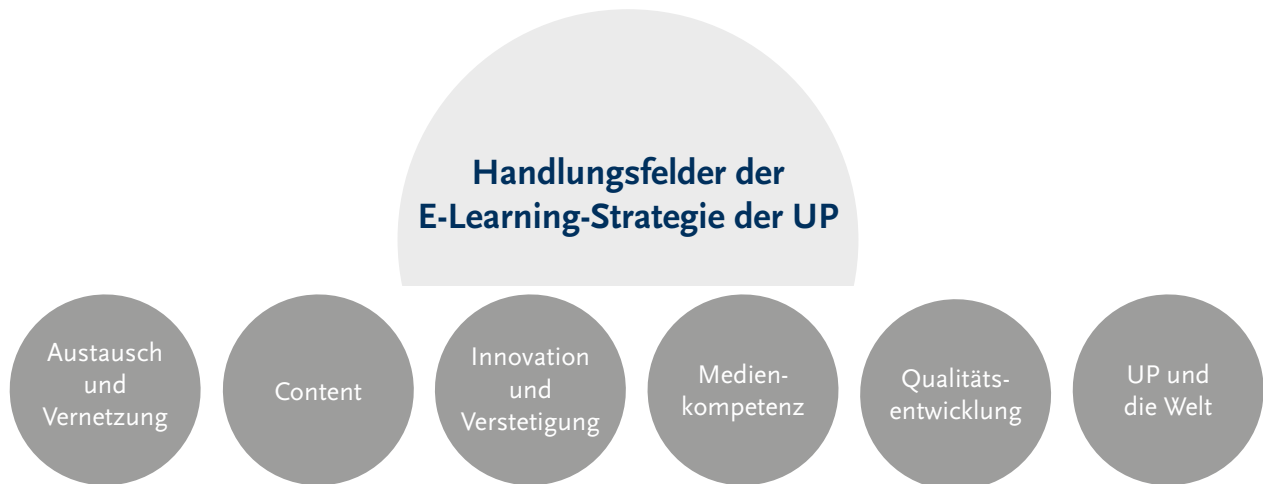 Handlungsfelder der
E-Learning-Strategie der UP
Austausch
und
Vernetzung
Content
Innovation
und
Verstetigung
Medien-
kompetenz
Qualitäts-
entwicklung
UP und
die Welt